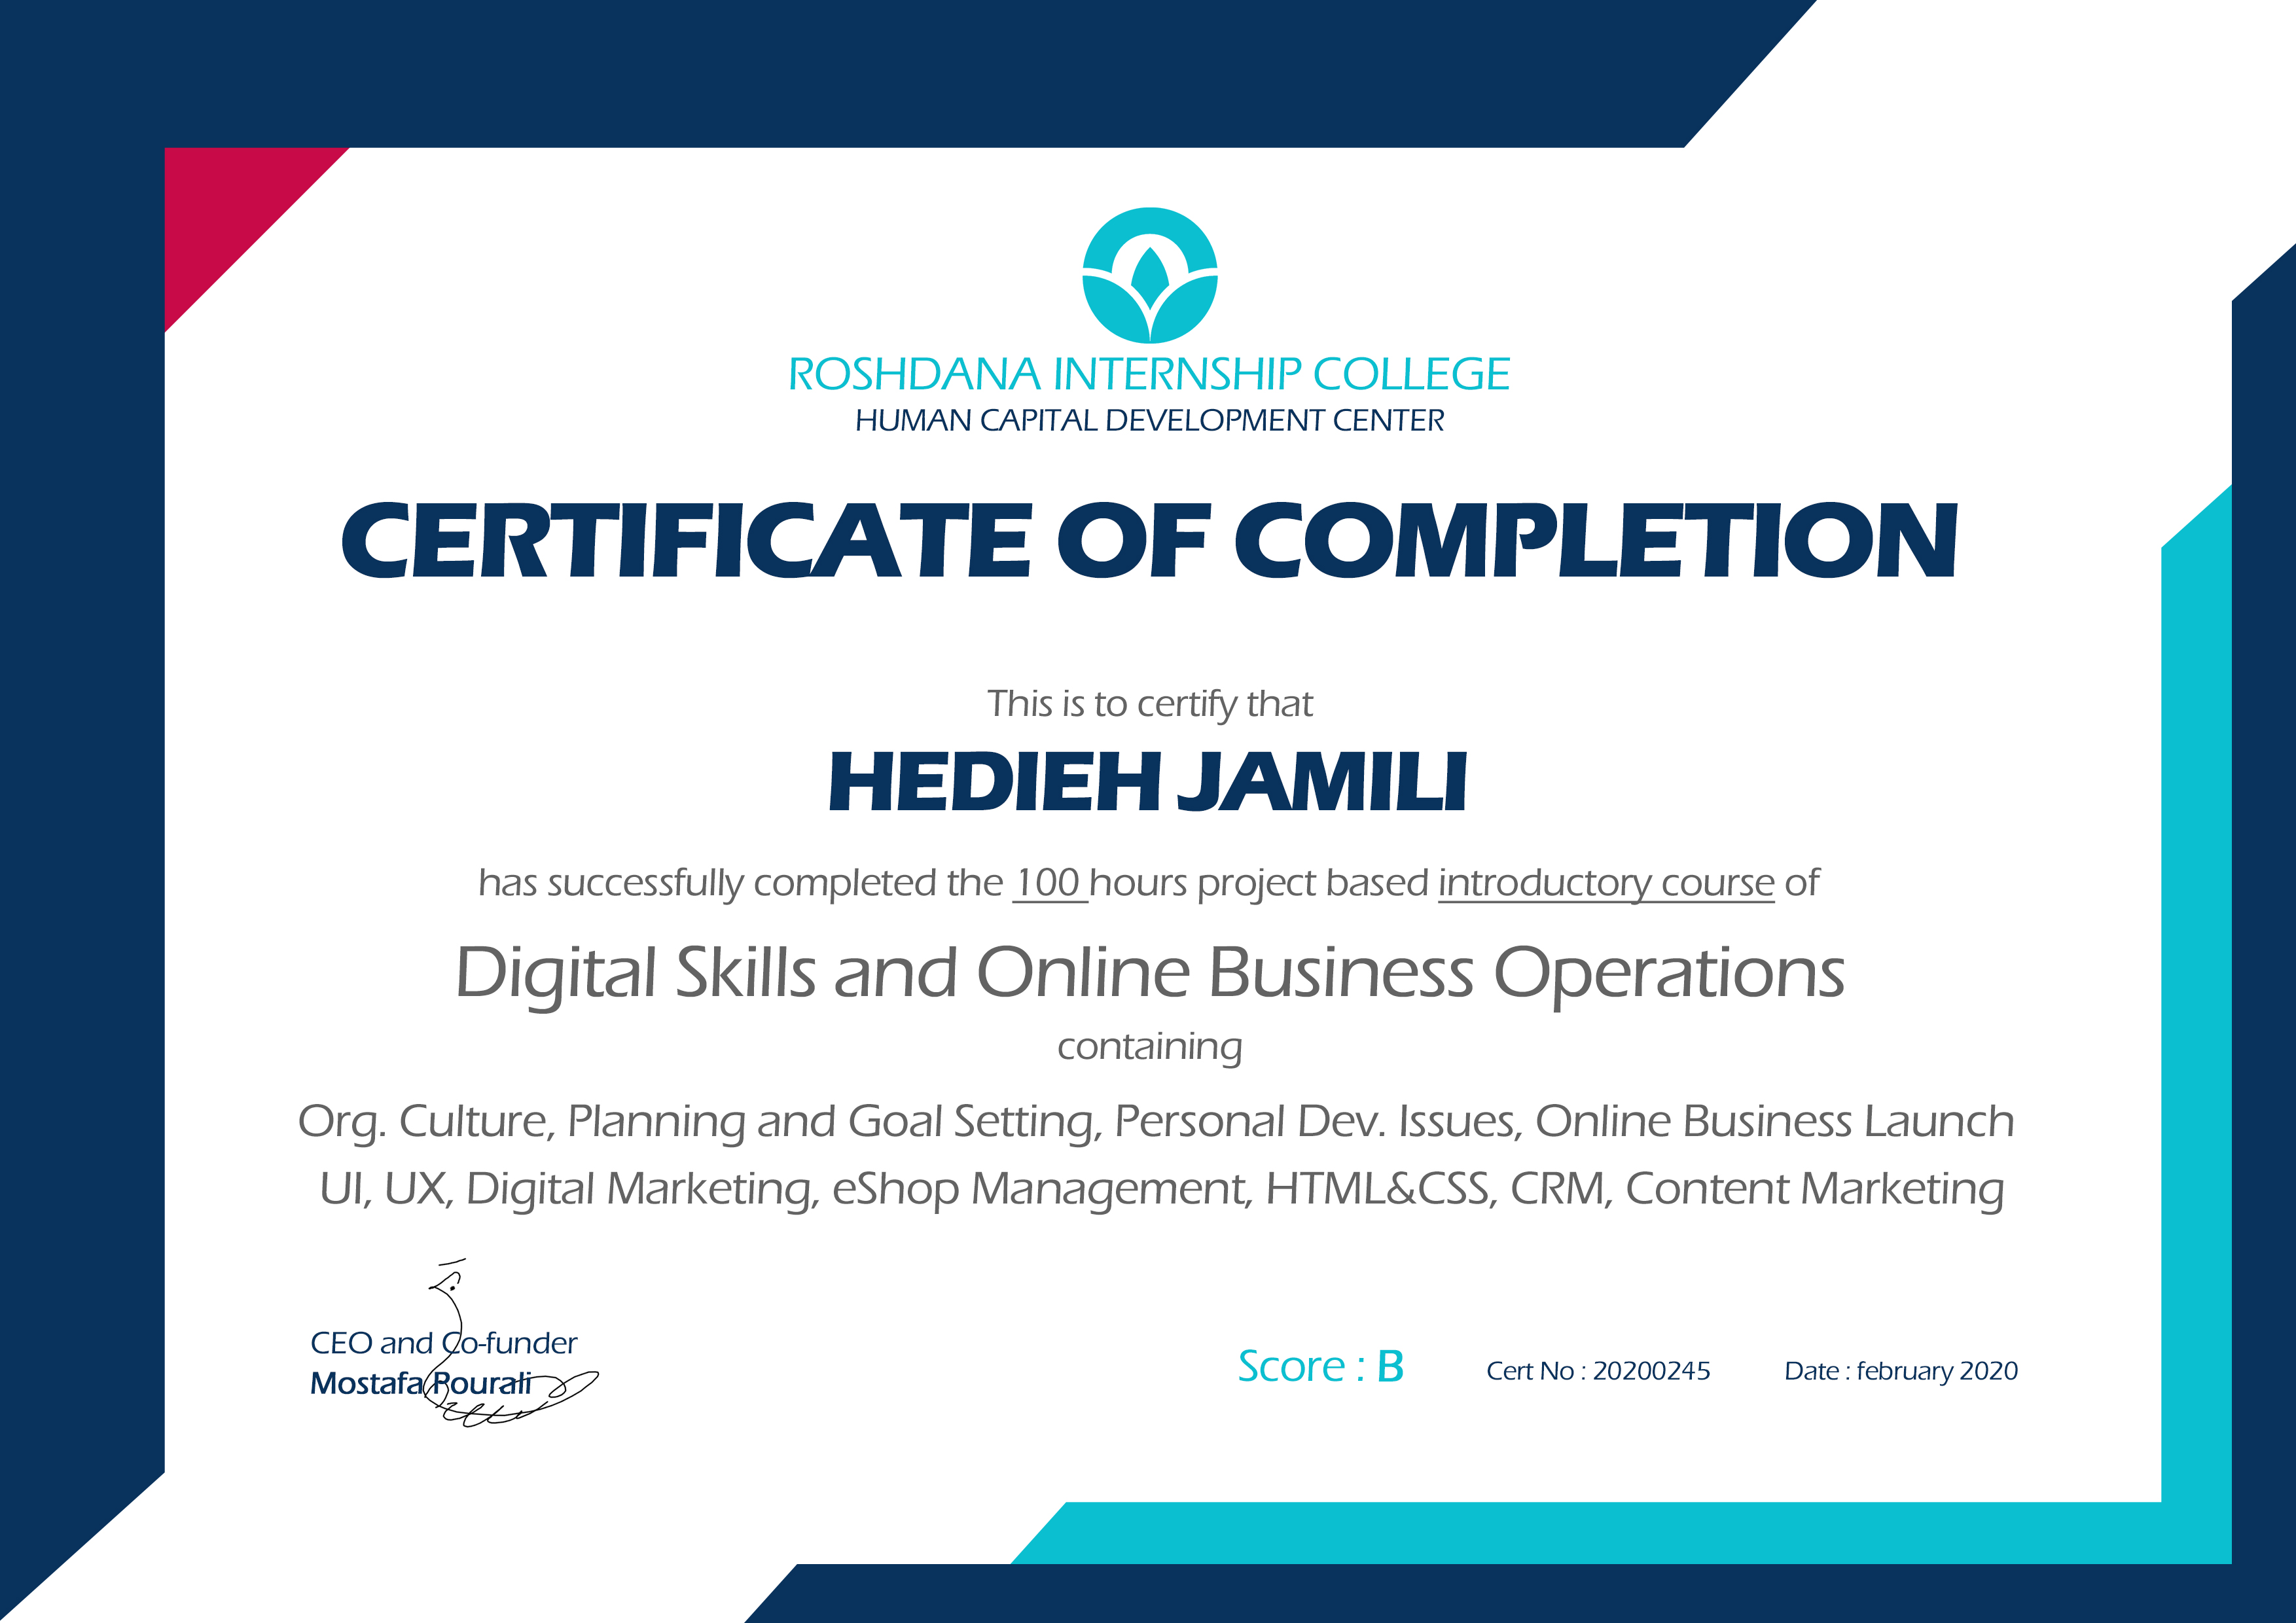 ROSHDANA INTERNSHIP COLLEGE
HUMAN CAPITAL DEVELOPMENT CENTER
CERTIFICATE OF COMPLETION
This is to certify that
HEDIEH JAMILI
has successfully completed the 100 hours project based introductory course of
Digital Skills and Online Business Operations
containing
Org. Culture, Planning and Goal Setting, Personal Dev. Issues, Online Business Launch
UI, UX, Digital Marketing, eShop Management, HTML&CSS, CRM, Content Marketing
CEO and Co-funder
Mostafa Pourali
Score : B
Cert No : 20200245
Date : february 2020